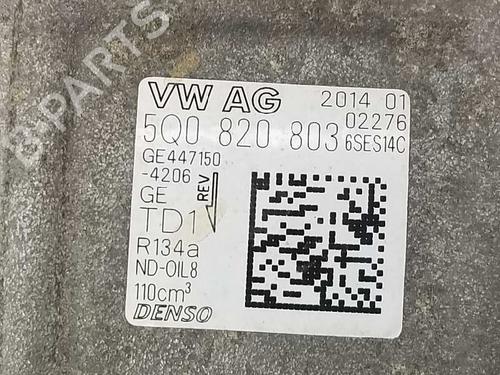 B-PARTS
VW AG 2014 01
02276
5Q0 820 803 6SES14C
GE447150
-4206
GE REV
TD1
R134a
ND-OIL8
110cm³
DENSO